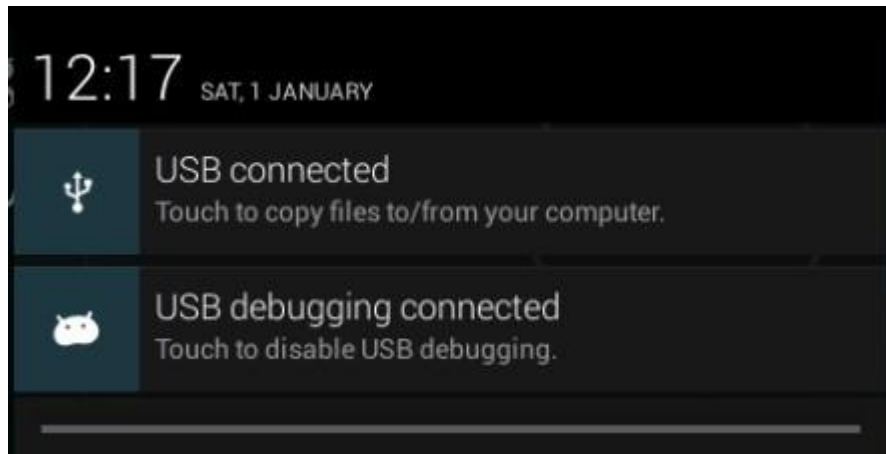 12:17 SAT, 1 JANUARY
USB connected
Touch to copy files to/from your computer.
USB debugging connected
Touch to disable USB debugging.